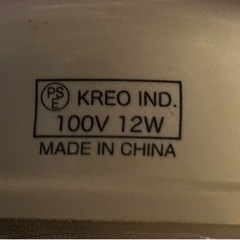 PSE KREO IND.
100V 12W
MADE IN CHINA